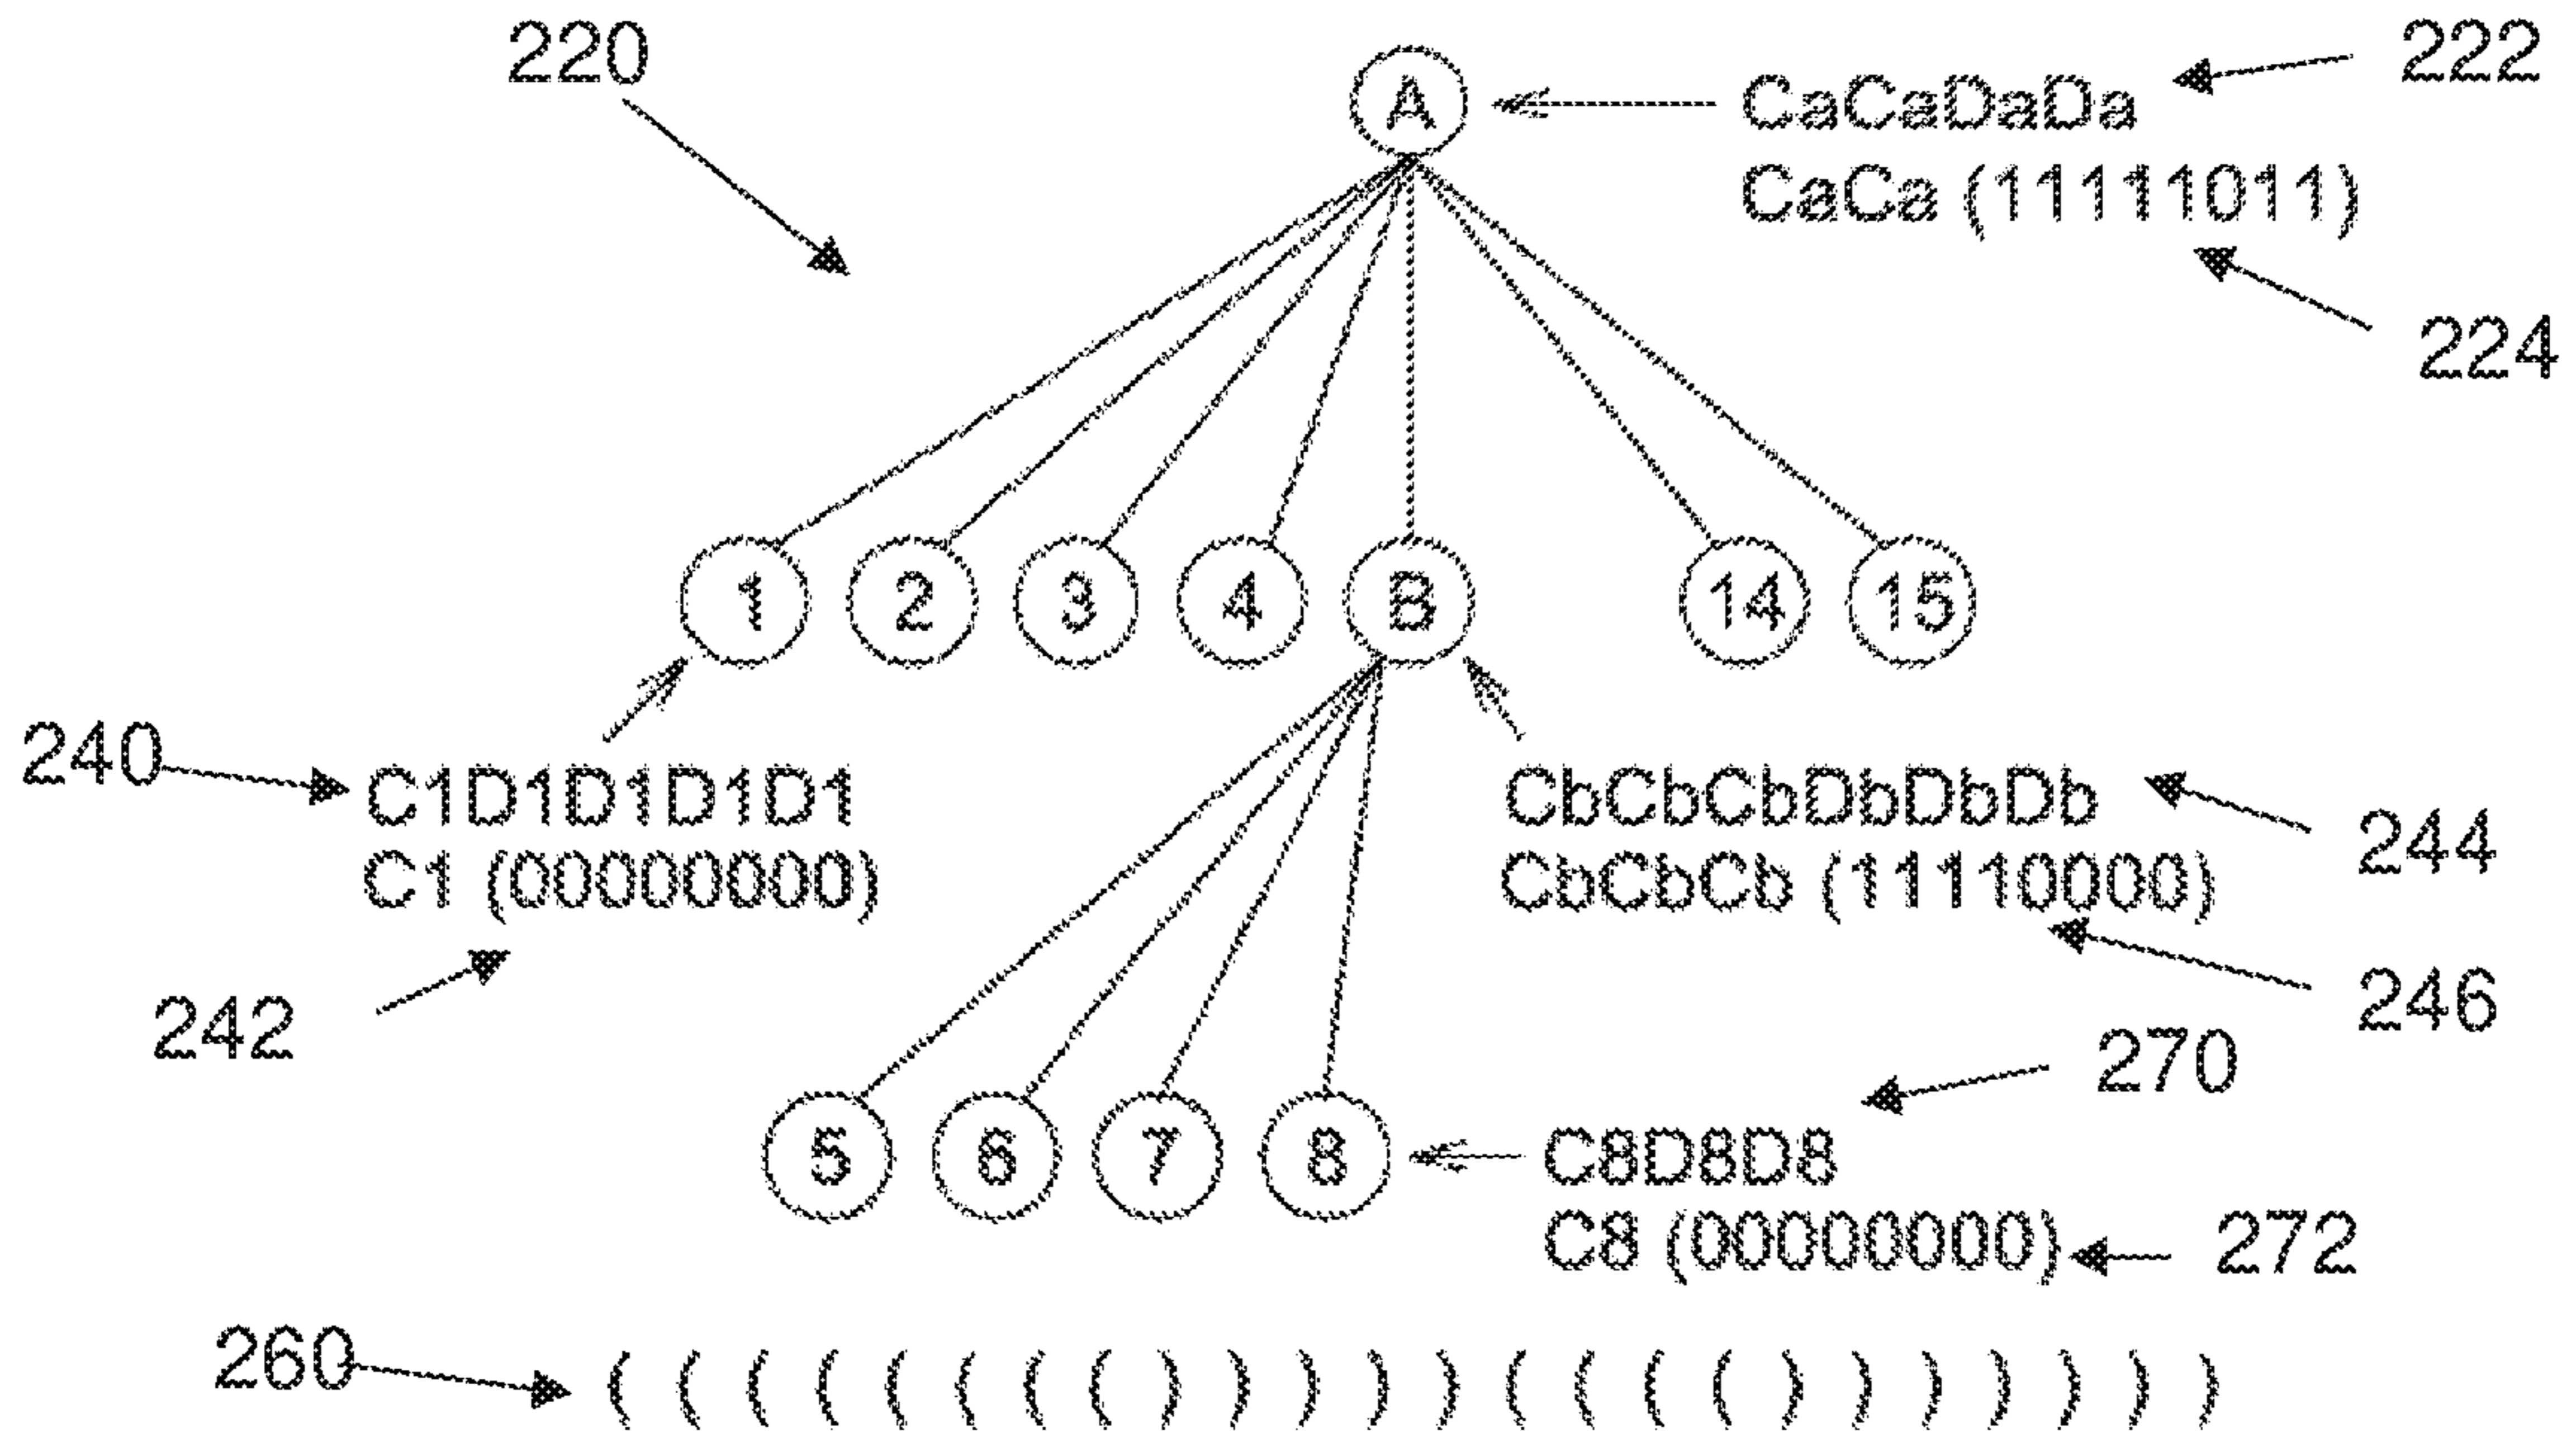 220
222
A
CaCaDaDa
CaCa (11111011)
224
1 2 3 4 B 14 15
240
C1D1D1D1D1
C1 (00000000)
242
CbCbCbDbDbDb
CbCbCb (11110000)
244
246
270
5 6 7 8
C8D8D8
C8 (00000000)
272
260
( ( ( ( ( ( ( ( ) ) ) ) ) ( ( ( ( ) ) ) ) ) ) )